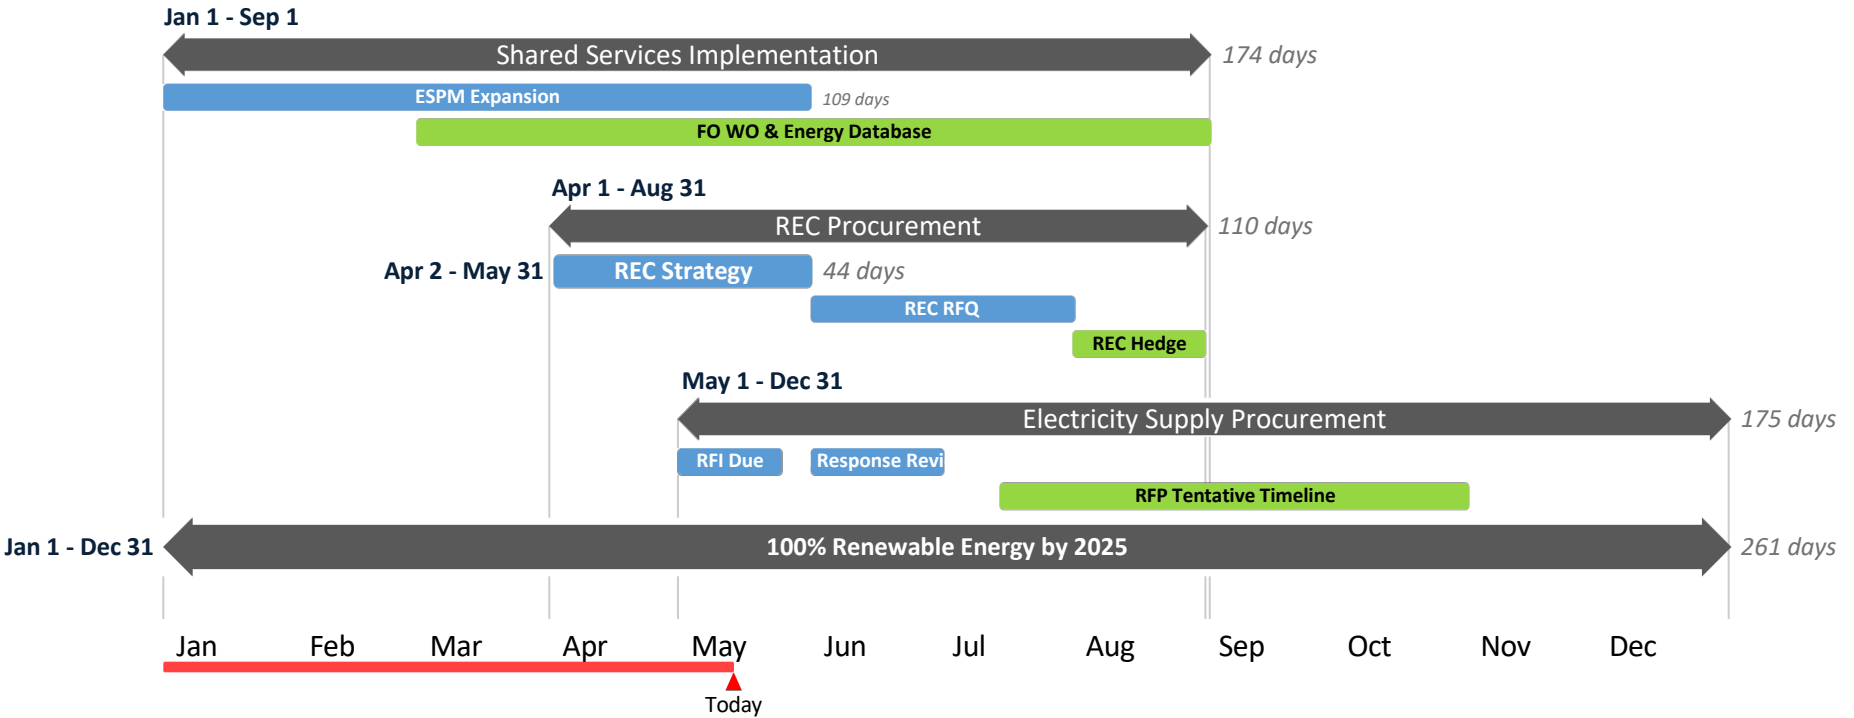 Jan 1 - Sep 1
Shared Services Implementation
174 days
ESPM Expansion
109 days
FO WO & Energy Database
Apr 1 - Aug 31
REC Procurement
110 days
Apr 2 - May 31
REC Strategy
44 days
REC RFQ
REC Hedge
May 1 - Dec 31
Electricity Supply Procurement
175 days
RFI Due
Response Revi
RFP Tentative Timeline
Jan 1 - Dec 31
100% Renewable Energy by 2025
261 days
Jan Feb Mar Apr May Jun Jul Aug Sep Oct Nov Dec
Today